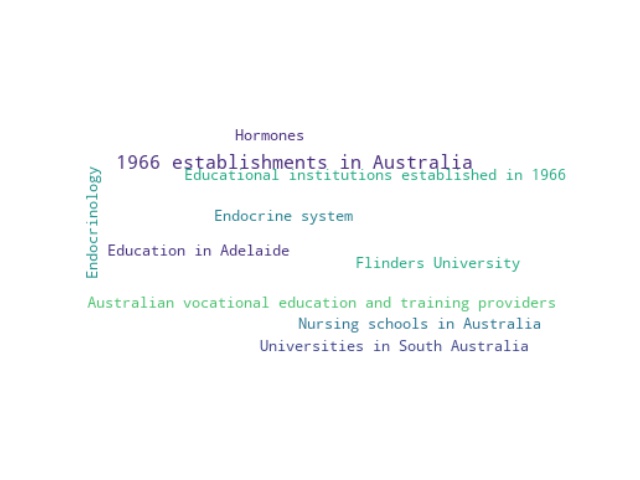 Hormones
1966 establishments in Australia
Educational institutions established in 1966
Endocrinology
Endocrine system
Education in Adelaide
Flinders University
Australian vocational education and training providers
Nursing schools in Australia
Universities in South Australia